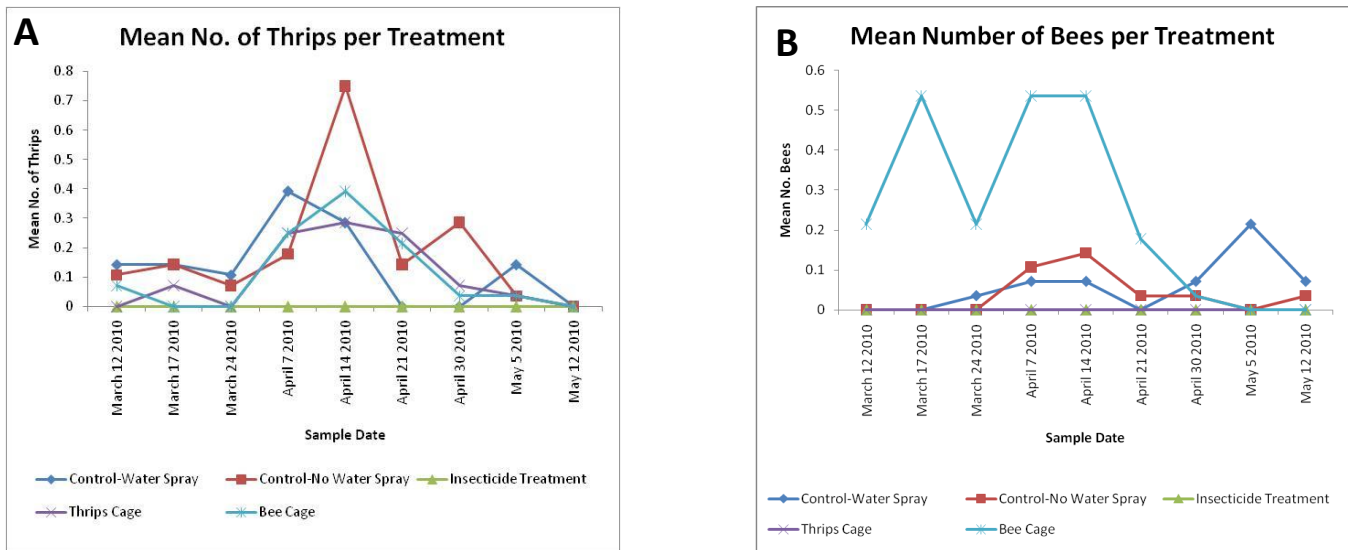 A
Mean No. of Thrips per Treatment
0.8
0.7
0.6
0.5
0.4
0.3
0.2
0.1
0
Mean No. of Thrips
March 12 2010
March 17 2010
March 24 2010
April 7 2010
April 14 2010
April 21 2010
April 30 2010
May 5 2010
May 12 2010
Sample Date
Control-Water Spray
Control-No Water Spray
Insecticide Treatment
Thrips Cage
Bee Cage
B
Mean Number of Bees per Treatment
0.6
0.5
0.4
0.3
0.2
0.1
0
Mean No. Bees
March 12 2010
March 17 2010
March 24 2010
April 7 2010
April 14 2010
April 21 2010
April 30 2010
May 5 2010
May 12 2010
Sample Date
Control-Water Spray
Control-No Water Spray
Insecticide Treatment
Thrips Cage
Bee Cage